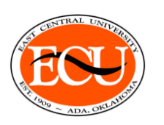 EAST CENTRAL UNIVERSITY
ECU
EST. 1909 ~ ADA, OKLAHOMA